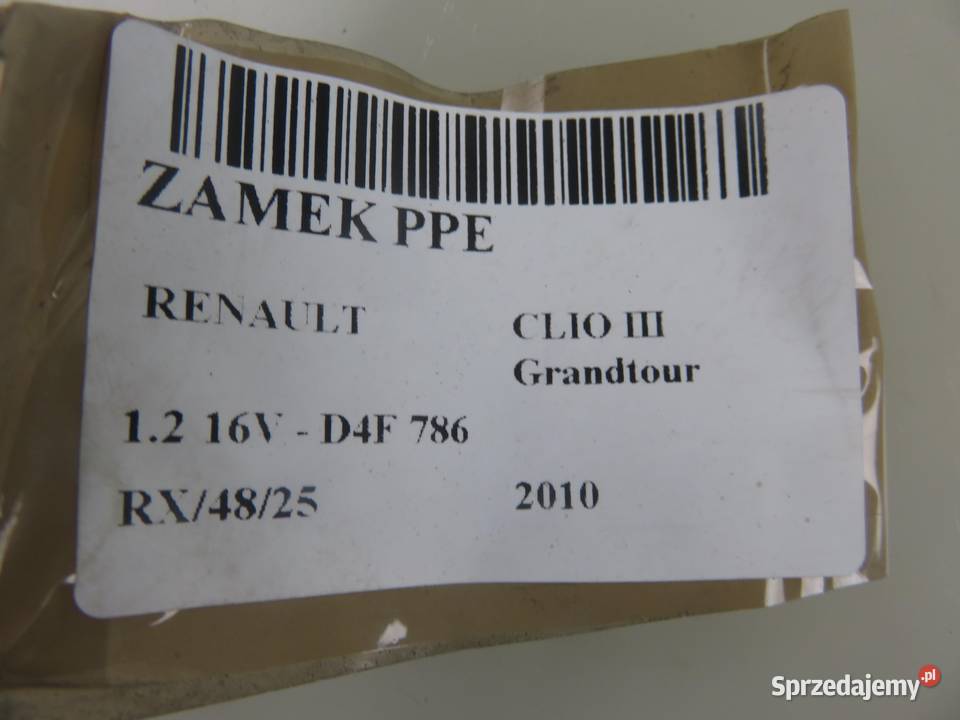 ZAMEK PPE
RENAULT
CLIO III
Grandtour
1.2 16V - D4F 786
RX/48/25
2010
Sprzedajemy.pl